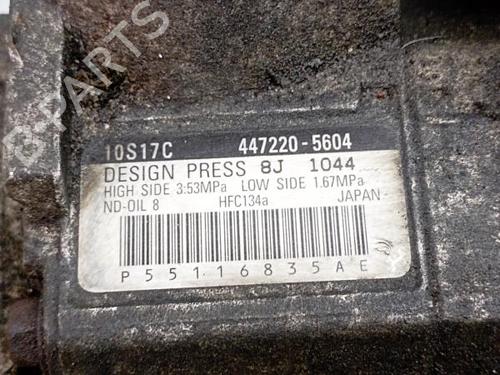 10S17C 447220-5604
DESIGN PRESS 8J 1044
HIGH SIDE 3:53MPa LOW SIDE 1.67MPa
ND-OIL 8 HFC134a JAPAN
P55116835AE
B-PARTS